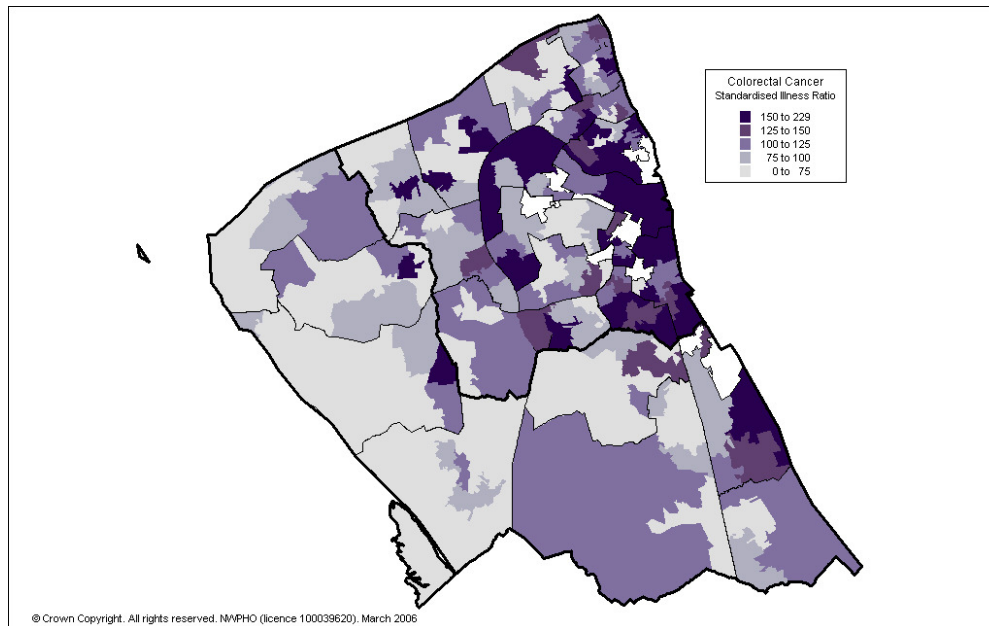 Colorectal Cancer
Standardised Illness Ratio
150 to 229
125 to 150
100 to 125
75 to 100
0 to 75
© Crown Copyright. All rights reserved. NWPHO (licence 100039620). March 2006